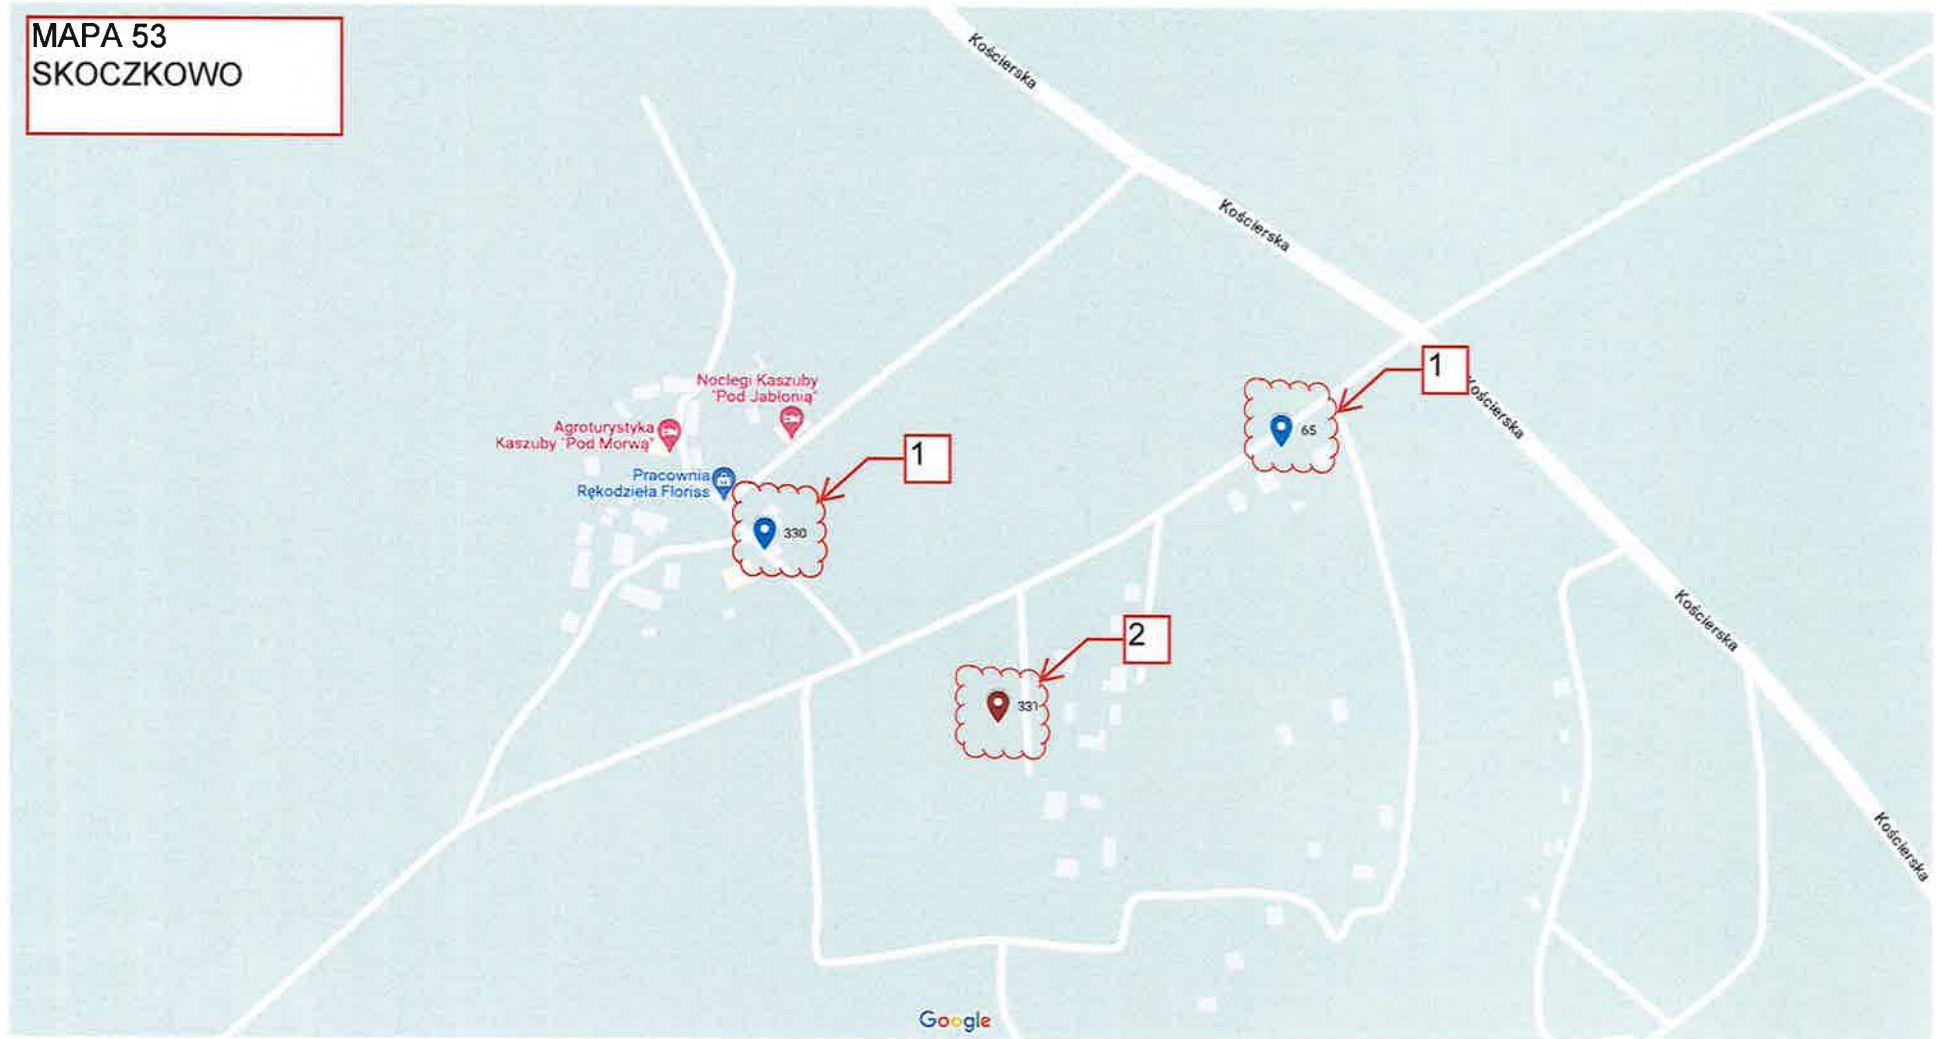 MAPA 53
SKOCZKOWO
Kościerska
Kościerska
1
Kościerska
Noclegi Kaszuby
"Pod Jabłonią"
Agroturystyka
Kaszuby "Pod Morwą"
65
1
Pracownia
Rękodzieła Floriss
330
Kościerska
2
331
Kościerska
Google